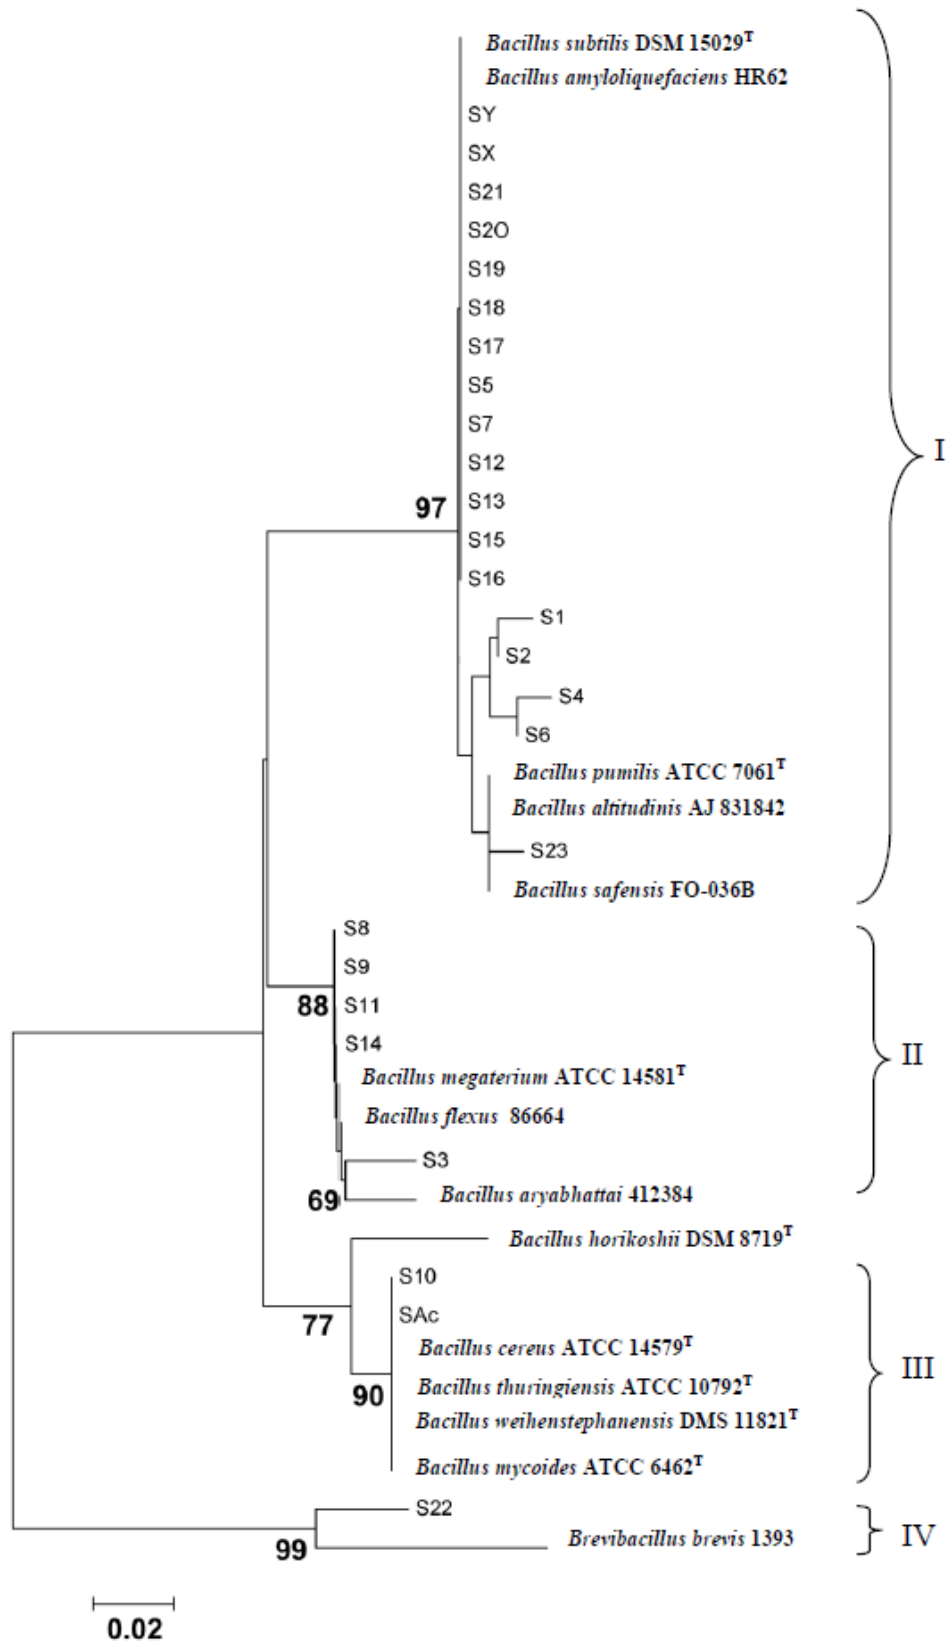 Bacillus subtilis DSM 15029T
Bacillus amyloliquefaciens HR62
SY
SX
S21
S2O
S19
S18
S17
S5
S7
S12
S13
S15
S16
97
I
S1
S2
S4
S6
Bacillus pumilis ATCC 7061T
Bacillus altitudinis AJ 831842
S23
Bacillus safensis FO-036B
S8
S9
S11
S14
88
Bacillus megaterium ATCC 14581T
Bacillus flexus 86664
II
S3
Bacillus aryabhattai 412384
69
Bacillus horikoshii DSM 8719T
S10
SAc
77
Bacillus cereus ATCC 14579T
Bacillus thuringiensis ATCC 10792T
90
Bacillus weihenstephanensis DMS 11821T
Bacillus mycoides ATCC 6462T
III
S22
Brevibacillus brevis 1393
99
IV
0.02